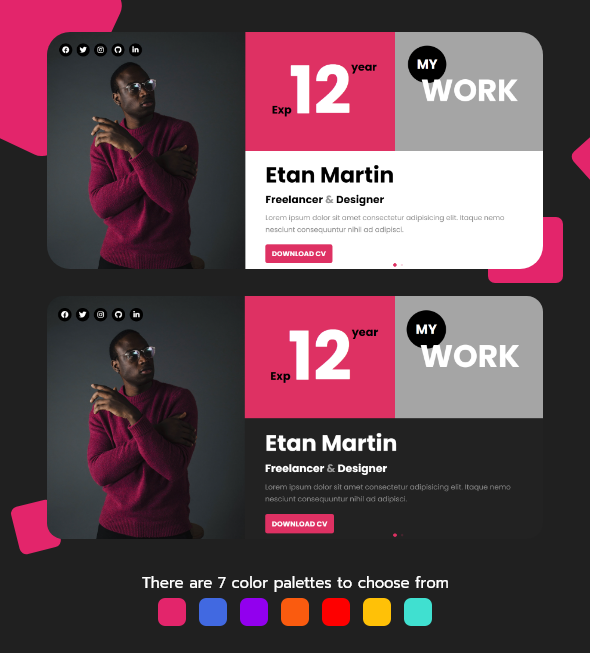 year
12
Exp
MY
WORK
Etan Martin
Freelancer & Designer
Lorem ipsum dolor sit amet consectetur adipisicing elit. Itaque nemo
nesciunt consequuntur nihil ad adipisci.
DOWNLOAD CV
year
12
Exp
MY
WORK
Etan Martin
Freelancer & Designer
Lorem ipsum dolor sit amet consectetur adipisicing elit. Itaque nemo
nesciunt consequuntur nihil ad adipisci.
DOWNLOAD CV
There are 7 color palettes to choose from